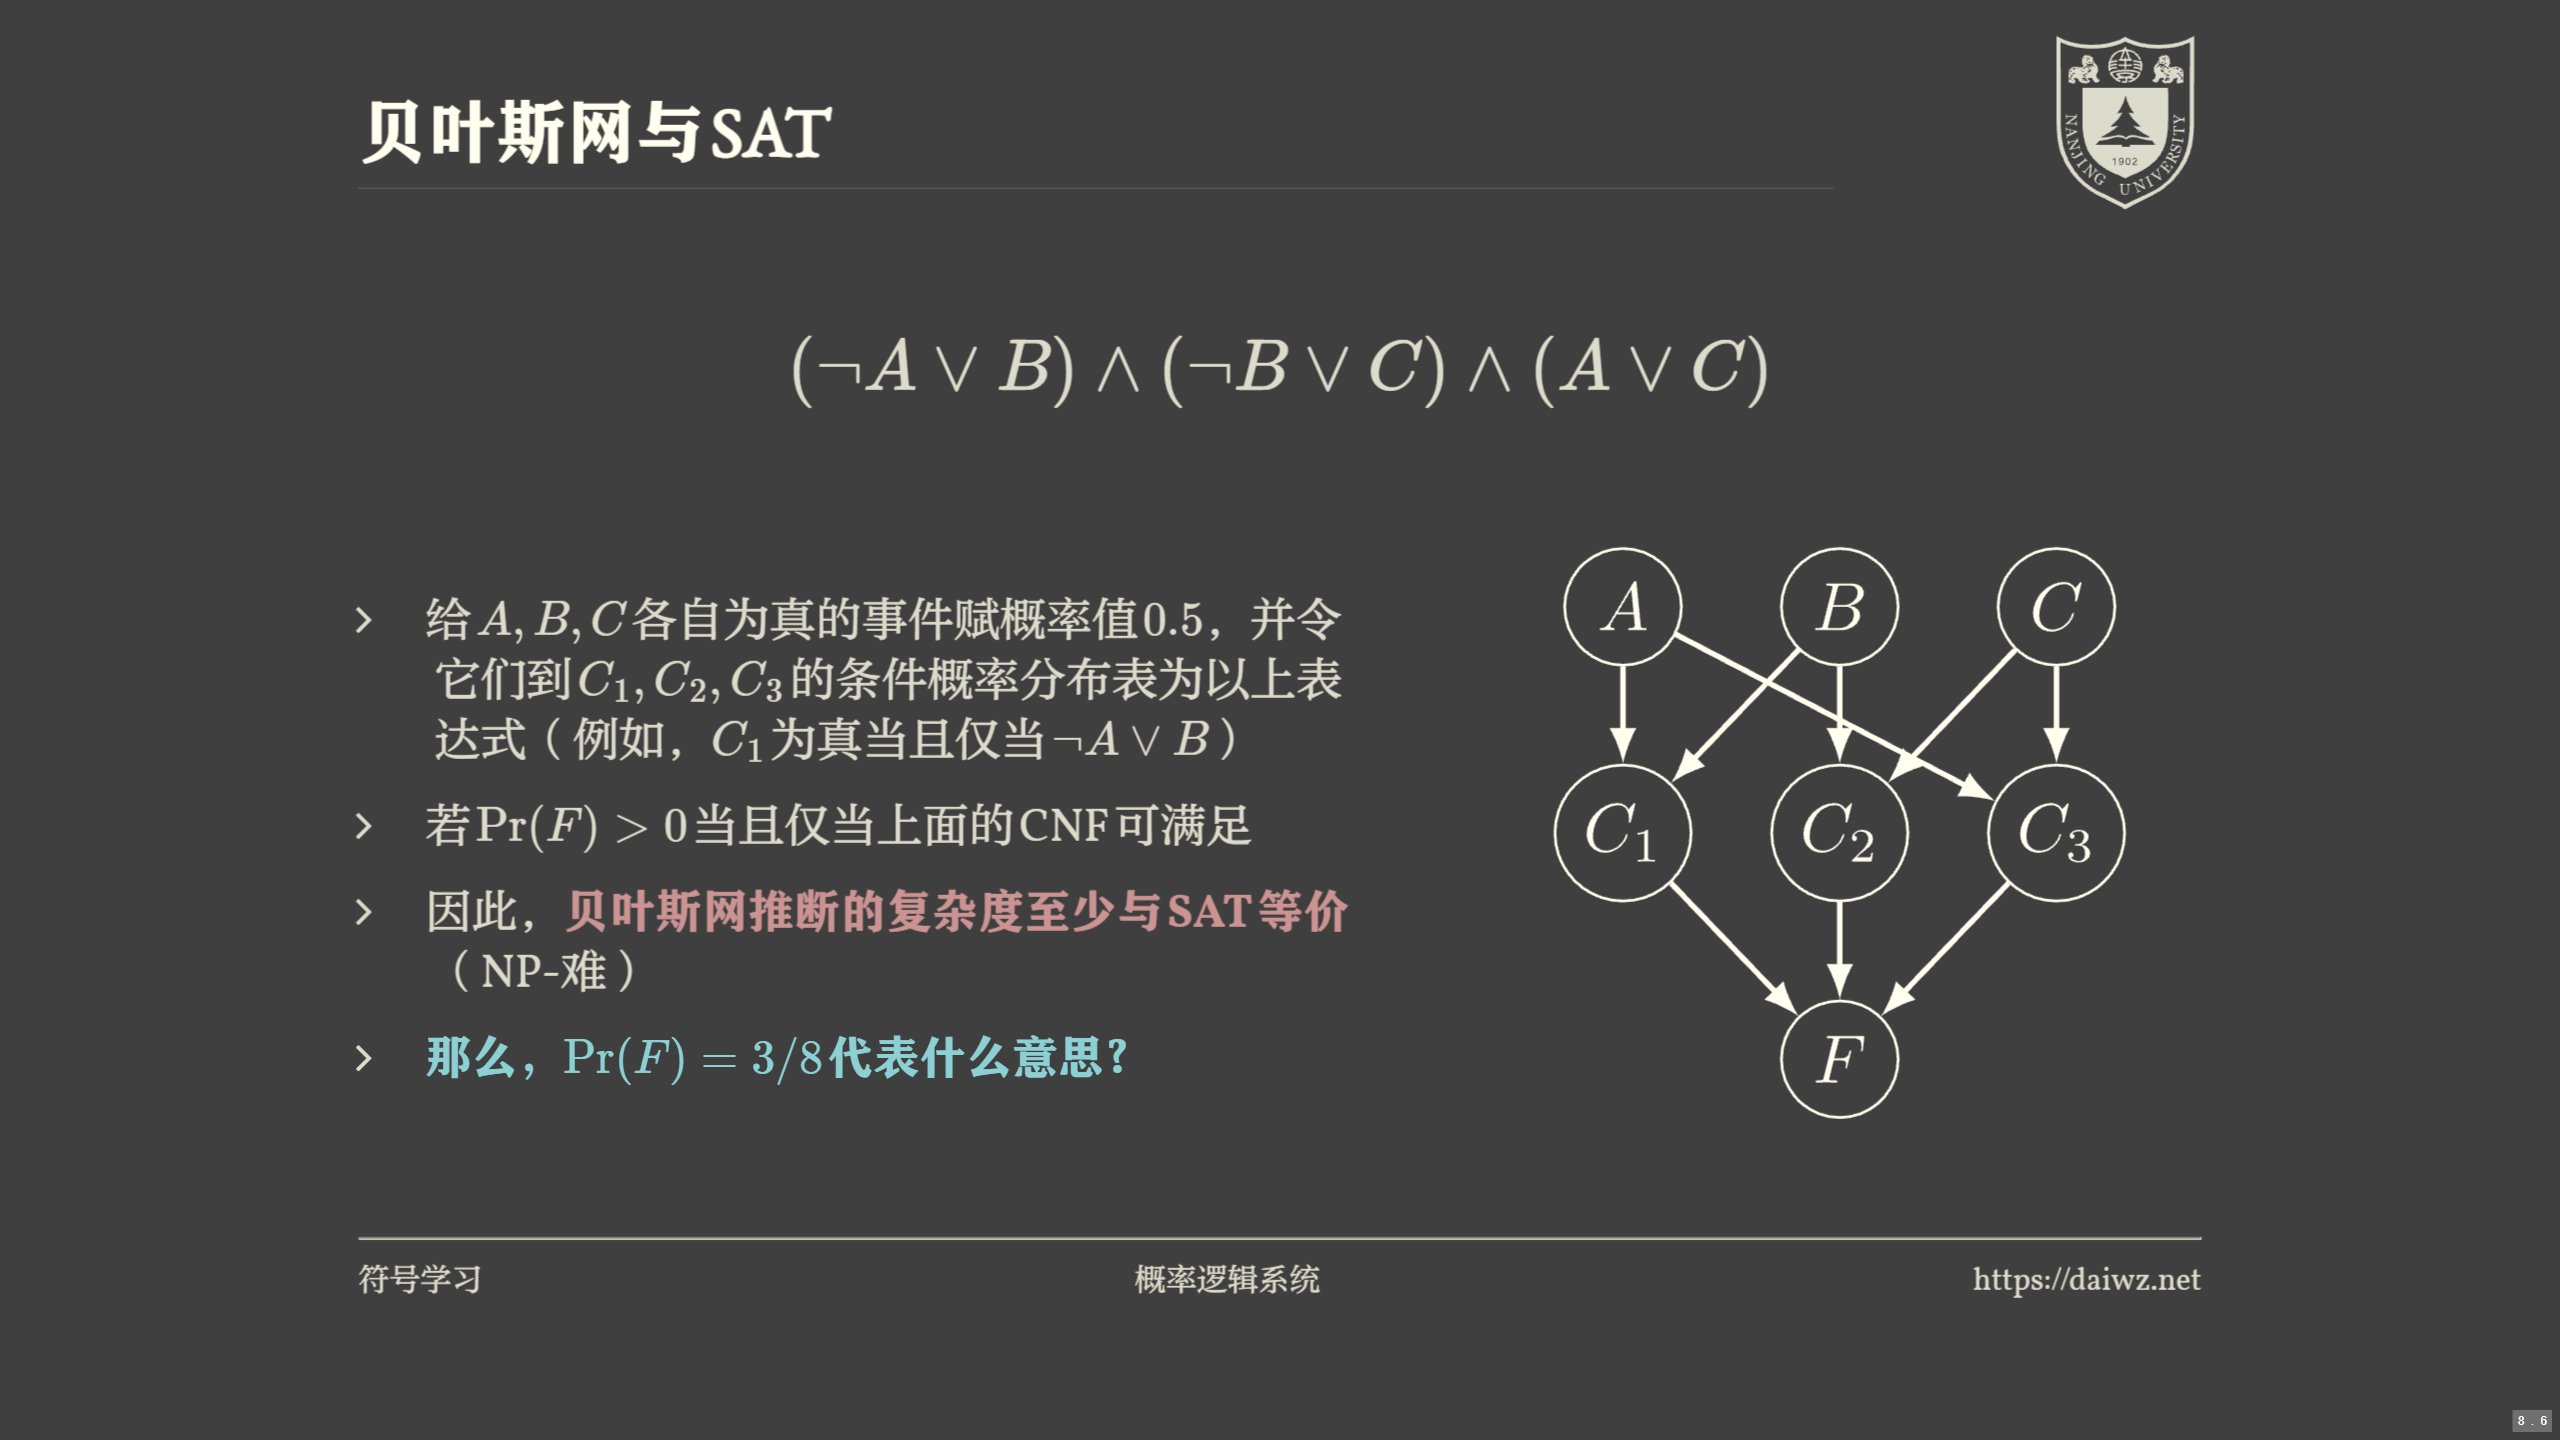 贝叶斯网与SAT
NANJING UNIVERSITY
1902
(¬A ∨ B) ∧ (¬B ∨ C) ∧ (A ∨ C)
给A, B, C各自为真的事件赋概率值0.5，并令
它们到C₁, C₂, C₃的条件概率分布表为以上表
达式（例如，C₁为真当且仅当¬A ∨ B）
若Pr(F) > 0当且仅当上面的CNF可满足
因此，贝叶斯网推断的复杂度至少与SAT等价
（NP-难）
那么，Pr(F) = 3/8代表什么意思？
A B C
C₁ C₂ C₃
F
符号学习 概率逻辑系统 https://daiwz.net
8 . 6